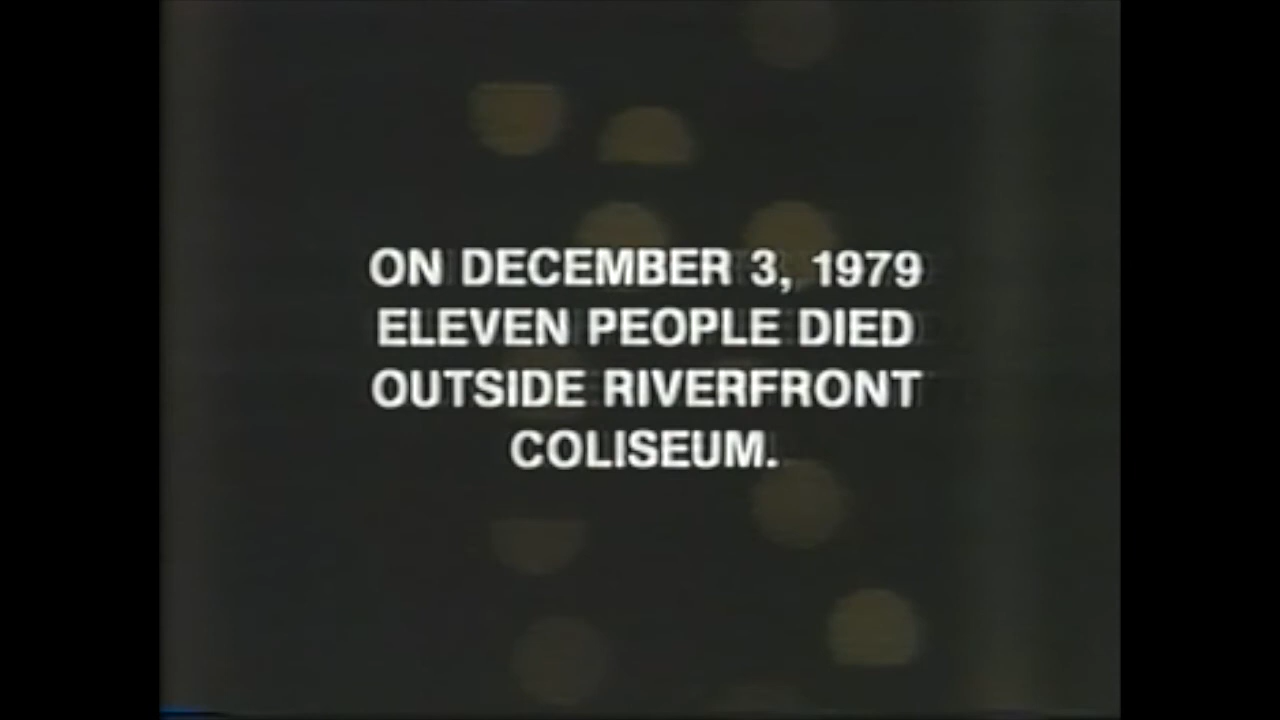 ON DECEMBER 3, 1979
ELEVEN PEOPLE DIED
OUTSIDE RIVERFRONT
COLISEUM.